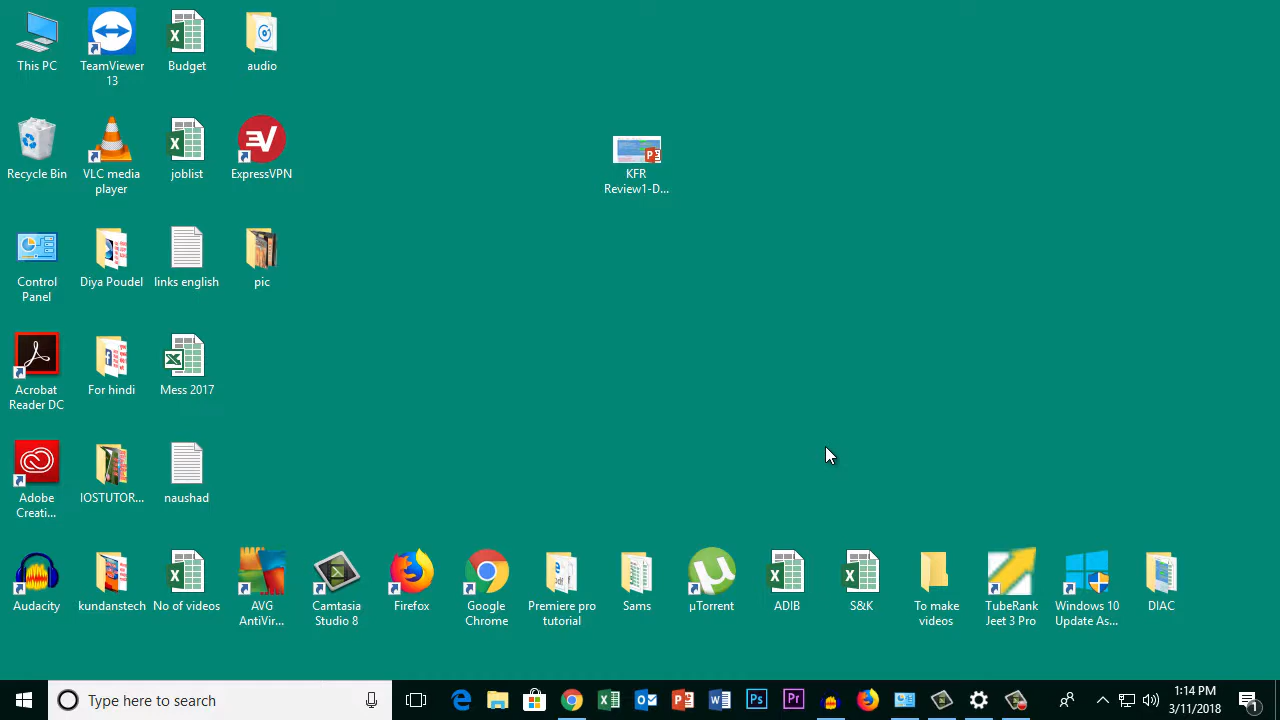 This PC
TeamViewer
13
Budget
audio
Recycle Bin
VLC media
player
joblist
ExpressVPN
KFR
Review1-D...
Control
Panel
Diya Poudel
links english
pic
Acrobat
Reader DC
For hindi
Mess 2017
Adobe
Creati...
IOSTUTOR...
naushad
Audacity
kundanstech
No of videos
AVG
AntiVir...
Camtasia
Studio 8
Firefox
Google
Chrome
Premiere pro
tutorial
Sams
µTorrent
ADIB
S&K
To make
videos
TubeRank
Jeet 3 Pro
Windows 10
Update As...
DIAC
Type here to search
1:14 PM
3/11/2018
1